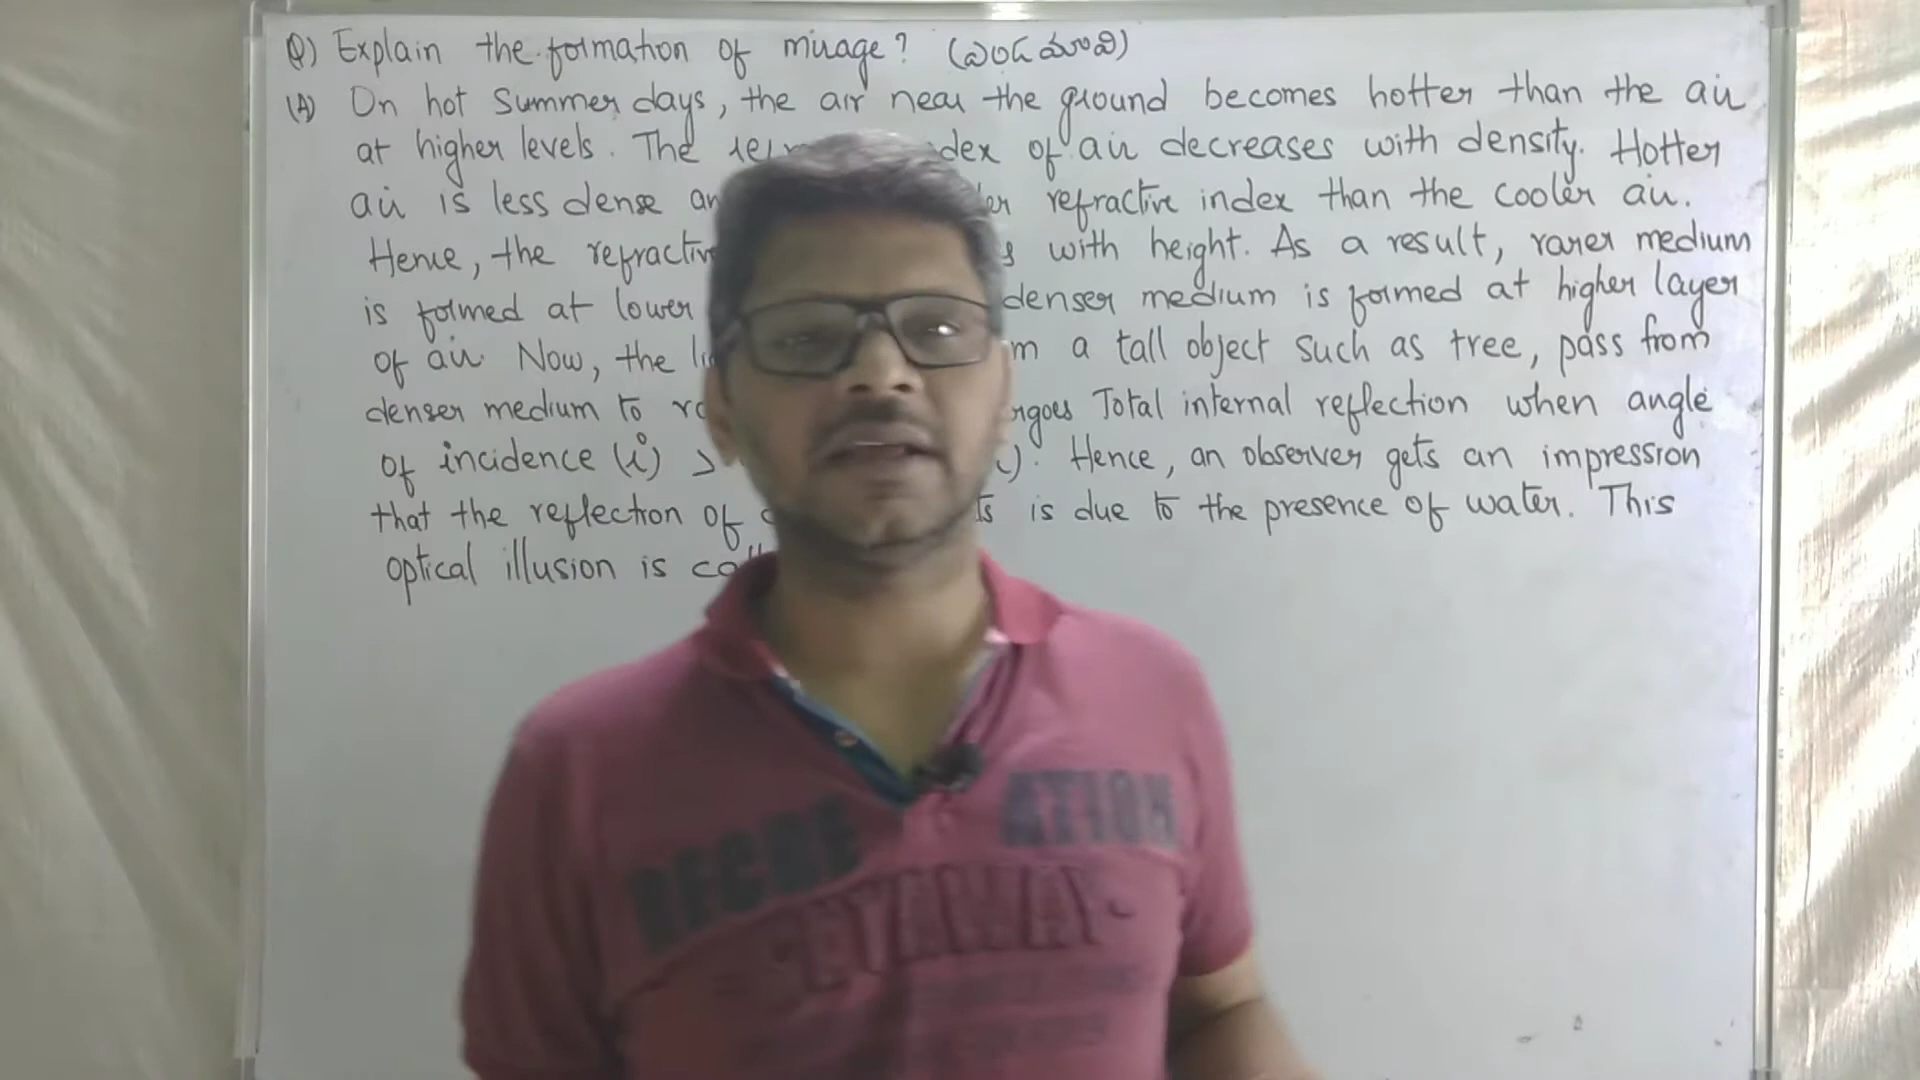 Q) Explain the formation of mirage? (ఎండమావి)
(A) On hot summer days, the air near the ground becomes hotter than the air
at higher levels. The index of air decreases with density. Hotter
air is less dense refractive index than the cooler air.
Hence, the with height. As a result, rarer medium
is formed at lower denser medium is formed at higher layer
of air. Now, the a tall object such as tree, pass from
denser medium to Total internal reflection when angle
of incidence (i) > Hence, an observer gets an impression
that the reflection of is due to the presence of water. This
optical illusion is
ATION